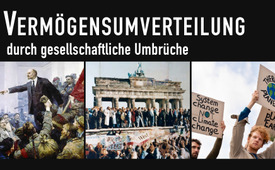 VERMÖGENSUMVERTEILUNG
durch gesellschaftliche Umbrüche
System
change
not
Climate
change